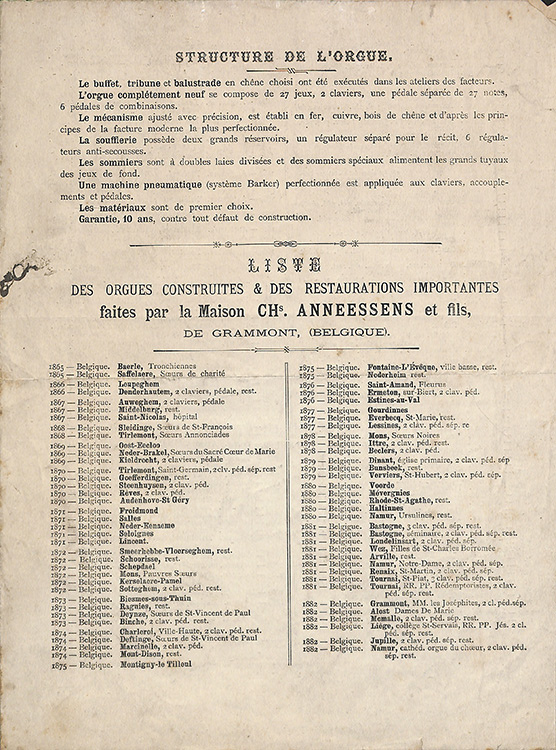 STRUCTURE DE L'ORGUE.
Le buffet, tribune et balustrade en chêne choisi ont été exécutés dans les ateliers des facteurs.
L'orgue complétement neuf se compose de 27 jeux, 2 claviers, une pédale séparée de 27 notes,
6 pédales de combinaisons.
Le mécanisme ajusté avec précision, est établi en fer, cuivre, bois de chêne et d'après les prin-
cipes de la facture moderne la plus perfectionnée.
La soufflerie possède deux grands réservoirs, un régulateur séparé pour le récit, 6 régula-
teurs anti-secousses.
Les sommiers sont à doubles laies divisées et des sommiers spéciaux alimentent les grands tuyaux
des jeux de fond.
Une machine pneumatique (système Barker) perfectionnée est appliquée aux claviers, accouple-
ments et pédales.
Les matériaux sont de premier choix.
Garantie, 10 ans, contre tout défaut de construction.
LISTE
DES ORGUES CONSTRUITES & DES RESTAURATIONS IMPORTANTES
faites par la Maison CHs. ANNEESSENS et fils,
DE GRAMMONT, (BELGIQUE).
1865 — Belgique. Baerle, Tronchiennes
1865 — Belgique. Saffelaere, Sœurs de charité
1866 — Belgique. Loupeghem
1866 — Belgique. Denderhautem, 2 claviers, pédale, rest.
1867 — Belgique. Auweghem, 2 claviers, pédale
1867 — Belgique. Middelburg, rest.
1867 — Belgique. Saint-Nicolas, hôpital
1868 — Belgique. Sleidinge, Sœurs de St-François
1868 — Belgique. Tirlemont, Sœurs Annonciades
1869 — Belgique. Oost-Eecloo
1869 — Belgique. Neder-Brakel, Sœurs du Sacré Cœur de Marie
1869 — Belgique. Kieldrecht, 2 claviers, pédale
1870 — Belgique. Tirlemont, Saint-Germain, 2 clav. péd. sép. rest
1870 — Belgique. Goefferdingen, rest.
1870 — Belgique. Steenhuysen, 2 clav. péd.
1870 — Belgique. Rèves, 2 clav. péd.
1870 — Belgique. Audenhove-St Géry
1871 — Belgique. Froidmond
1871 — Belgique. Salles
1871 — Belgique. Neder-Ename
1871 — Belgique. Seloignes
1871 — Belgique. Lincent.
1872 — Belgique. Smeerhebbe-Vloerseghem, rest.
1872 — Belgique. Schoorisse, rest.
1872 — Belgique. Schepdael
1872 — Belgique. Mons, Pauvres Sœurs
1872 — Belgique. Kerselaere-Pamel
1872 — Belgique. Sotteghem, 2 clav. péd. rest.
1873 — Belgique. Biesmes-sous-Thuin
1873 — Belgique. Ragnies, rest.
1873 — Belgique. Deynze, Sœurs de St-Vincent de Paul
1873 — Belgique. Binche, 2 clav. péd. rest.
1874 — Belgique. Charleroi, Ville-Haute, 2 clav. péd. rest.
1874 — Belgique. Deftinge, Sœurs de St-Vincent de Paul
1874 — Belgique. Marcinelle, 2 clav. péd.
1874 — Belgique. Mont-Dison, rest.
1875 — Belgique. Montigny-le Tilleul
1875 — Belgique. Fontaine-L'Évêque, ville basse, rest.
1875 — Belgique. Nederheim rest.
1876 — Belgique. Saint-Amand, Fleurus
1876 — Belgique. Ermeton, sur-Biert, 2 clav. péd.
1876 — Belgique. Estines-au-Val
1877 — Belgique. Gourdinnes
1877 — Belgique. Everbecq, St-Marie, rest.
1877 — Belgique. Lessines, 2 clav. péd. sép. re
1878 — Belgique. Mons, Sœurs Noires
1878 — Belgique. Ittre, 2 clav. péd. rest.
1878 — Belgique. Beclers, 2 clav. péd.
1879 — Belgique. Dinant, église primaire, 2 clav. péd. sép
1879 — Belgique. Bunsbeek, rest.
1879 — Belgique. Verviers, St-Hubert, 2 clav. péd. sép.
1880 — Belgique. Voorde
1880 — Belgique. Mévergnies
1880 — Belgique. Rhode-St-Agathe, rest.
1880 — Belgique. Haltinnes
1880 — Belgique. Namur, Ursulines, rest.
1881 — Belgique. Bastogne, 3 clav. péd. sép. rest.
1881 — Belgique. Bastogne, séminaire, 2 clav. péd. sép. rest.
1881 — Belgique. Londelinsart, 2 clav. péd. sép.
1881 — Belgique. Wez, Filles de St-Charles Borromée
1881 — Belgique. Arville, rest.
1881 — Belgique. Namur, Notre-Dame, 2 clav. péd. sép.
1881 — Belgique. Renaix, St-Martin, 2 clav. péd. sép.
1881 — Belgique. Tournai, St-Piat, 2 clav. péd. sép. rest.
1881 — Belgique. Tournai, RR. PP. Rédemptoristes, 2 clav.
péd. sép. rest.
1882 — Belgique. Grammont, MM. les Joséphites, 2 cl. péd. sép.
1882 — Belgique. Alost Dames De Marie
1882 — Belgique. Momalle, 2 clav. péd. sép. rest.
1882 — Belgique. Liége, collége St-Servais, RR. PP. Jés. 2 cl.
péd. sép. rest.
1882 — Belgique. Jupille, 2 clav. péd. sép. rest.
1882 — Belgique. Namur, cathéd. orgue du chœur, 2 clav. péd.
sép. rest.